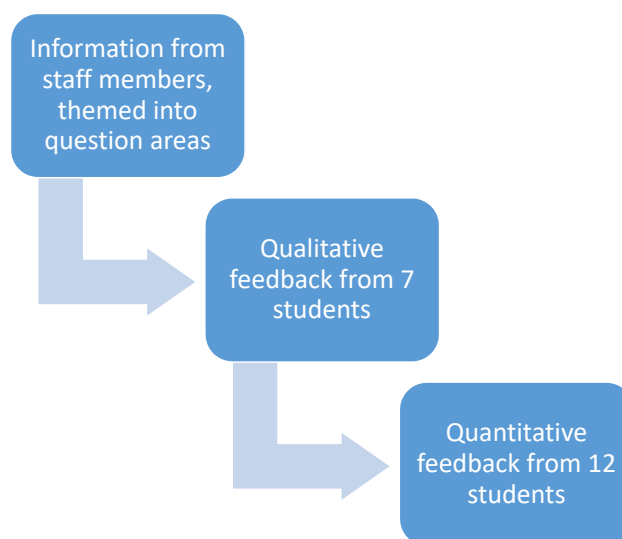 Information from
staff members,
themed into
question areas
Qualitative
feedback from 7
students
Quantitative
feedback from 12
students